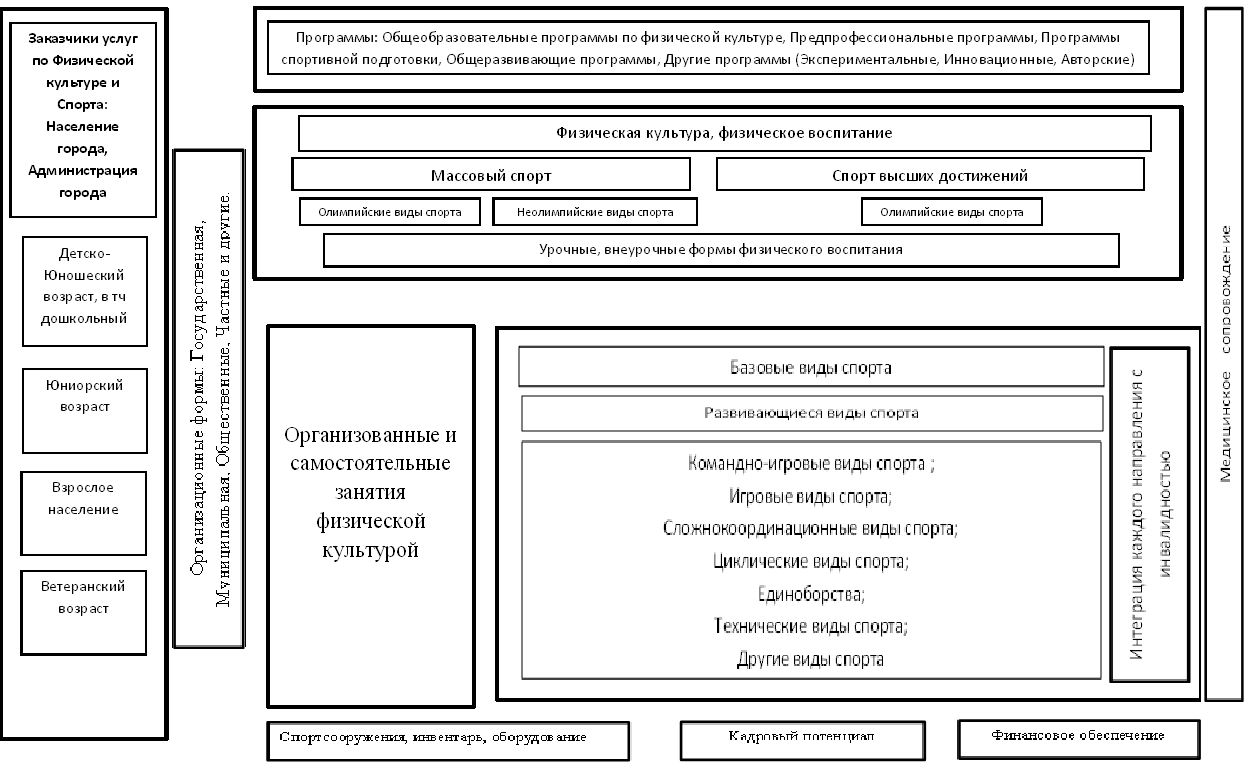 Заказчики услуг
по Физической
культуре и
Спорта:
Население
города,
Администрация
города
Детско-
Юношеский
возраст, в тч
дошкольный
Юниорский
возраст
Взрослое
население
Ветеранский
возраст
Организационные формы: Государственная,
Муниципальная, Общественные, Частные и другие.
Программы: Общеобразовательные программы по физической культуре, Предпрофессиональные программы, Программы
спортивной подготовки, Общеразвивающие программы, Другие программы (Экспериментальные, Инновационные, Авторские)
Физическая культура, физическое воспитание
Массовый спорт
Спорт высших достижений
Олимпийские виды спорта
Неолимпийские виды спорта
Олимпийские виды спорта
Урочные, внеурочные формы физического воспитания
Организованные и
самостоятельные
занятия
физической
культурой
Базовые виды спорта
Развивающиеся виды спорта
Командно-игровые виды спорта ;
Игровые виды спорта;
Сложнокоординационные виды спорта;
Циклические виды спорта;
Единоборства;
Технические виды спорта;
Другие виды спорта
Интеграция каждого направления с
инвалидностью
Медицинское сопровождение
Спортсооружения, инвентарь, оборудование
Кадровый потенциал
Финансовое обеспечение